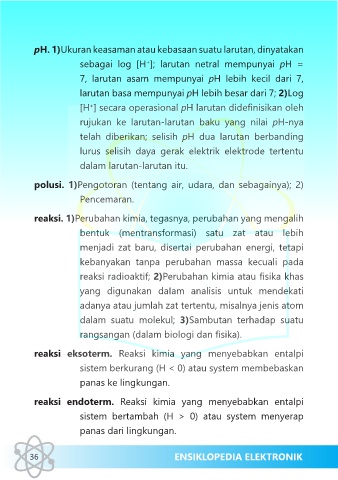 pH. 1)Ukuran keasaman atau kebasaan suatu larutan, dinyatakan
sebagai log [H⁺]; larutan netral mempunyai pH =
7, larutan asam mempunyai pH lebih kecil dari 7,
larutan basa mempunyai pH lebih besar dari 7; 2)Log
[H⁺] secara operasional pH larutan didefinisikan oleh
rujukan ke larutan-larutan baku yang nilai pH-nya
telah diberikan; selisih pH dua larutan berbanding
lurus selisih daya gerak elektrik elektrode tertentu
dalam larutan-larutan itu.
polusi. 1)Pengotoran (tentang air, udara, dan sebagainya); 2)
Pencemaran.
reaksi. 1)Perubahan kimia, tegasnya, perubahan yang mengalih
bentuk (mentransformasi) satu zat atau lebih
menjadi zat baru, disertai perubahan energi, tetapi
kebanyakan tanpa perubahan massa kecuali pada
reaksi radioaktif; 2)Perubahan kimia atau fisika khas
yang digunakan dalam analisis untuk mendekati
adanya atau jumlah zat tertentu, misalnya jenis atom
dalam suatu molekul; 3)Sambutan terhadap suatu
rangsangan (dalam biologi dan fisika).
reaksi eksoterm. Reaksi kimia yang menyebabkan entalpi
sistem berkurang (H < 0) atau system membebaskan
panas ke lingkungan.
reaksi endoterm. Reaksi kimia yang menyebabkan entalpi
sistem bertambah (H > 0) atau system menyerap
panas dari lingkungan.
36 ENSIKLOPEDIA ELEKTRONIK